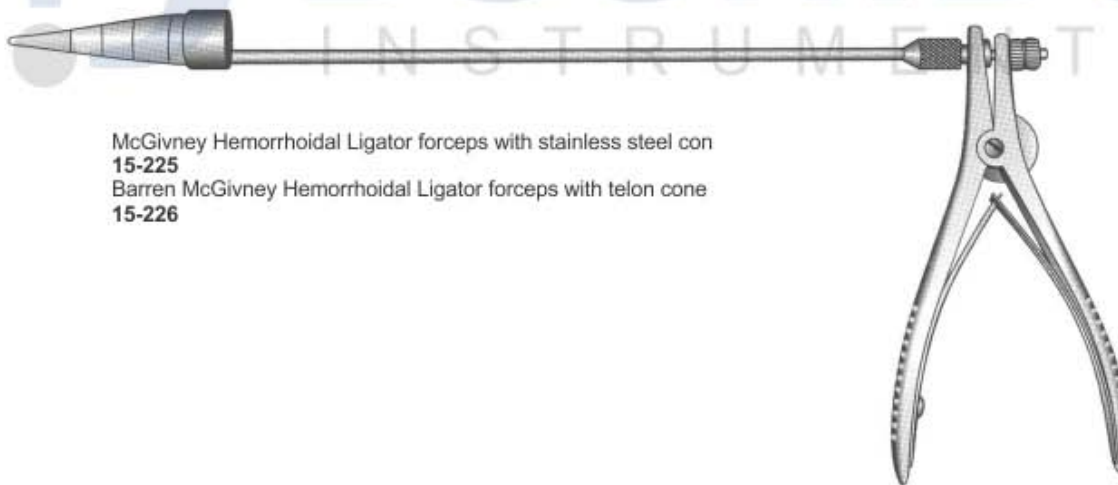 INSTRUMENT
McGivney Hemorrhoidal Ligator forceps with stainless steel con
15-225
Barren McGivney Hemorrhoidal Ligator forceps with telon cone
15-226